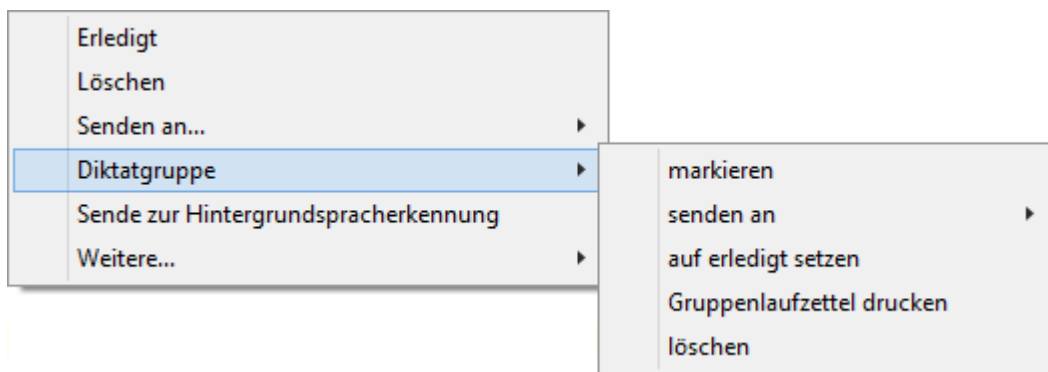 Erledigt
Löschen
Senden an...
Diktatgruppe
Sende zur Hintergrundspracherkennung
Weitere...
markieren
senden an
auf erledigt setzen
Gruppenlaufzettel drucken
löschen